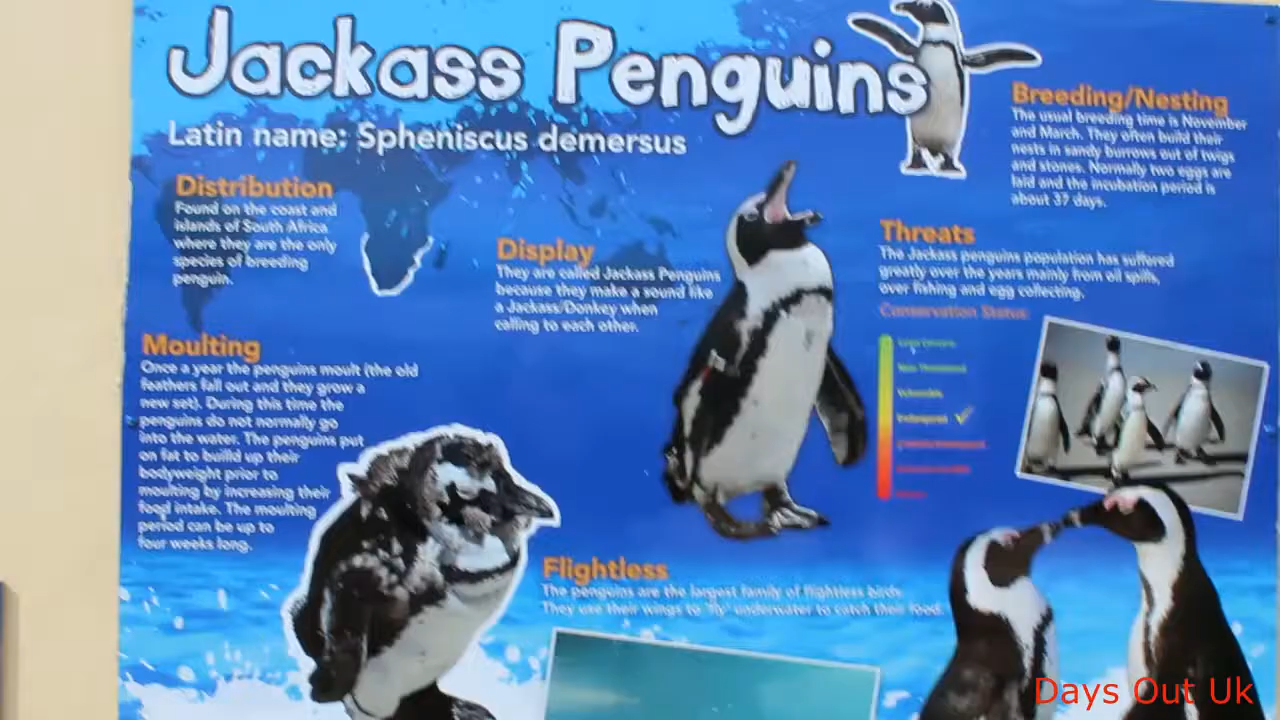 Jackass Penguins
Latin name: Spheniscus demersus
Distribution
Found on the coast and
islands of South Africa
where they are the only
species of breeding
penguin.
Display
They are called Jackass Penguins
because they make a sound like
a Jackass/Donkey when
calling to each other.
Breeding/Nesting
The usual breeding time is November
and March. They often build their
nests in sandy burrows out of twigs
and stones. Normally two eggs are
laid and the incubation period is
about 37 days.
Threats
The Jackass penguins population has suffered
greatly over the years mainly from oil spills,
over fishing and egg collecting.
Conservation Status:
Vulnerable
Endangered
Moulting
Once a year the penguins moult (the old
feathers fall out and they grow a
new set). During this time the
penguins do not normally go
into the water. The penguins put
on fat to buiild up their
bodyweight prior to
moulting by increasing their
food intake. The moulting
period can be up to
four weeks long.
Flightless
The penguins are the largest family of flightless birds.
They use their wings to 'fly' underwater to catch their food.
Days Out Uk